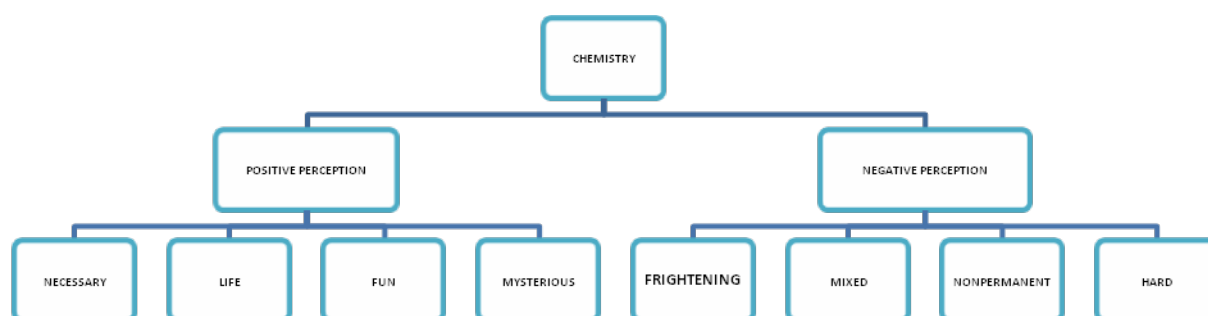 CHEMISTRY
POSITIVE PERCEPTION
NEGATIVE PERCEPTION
NECESSARY
LIFE
FUN
MYSTERIOUS
FRIGHTENING
MIXED
NONPERMANENT
HARD